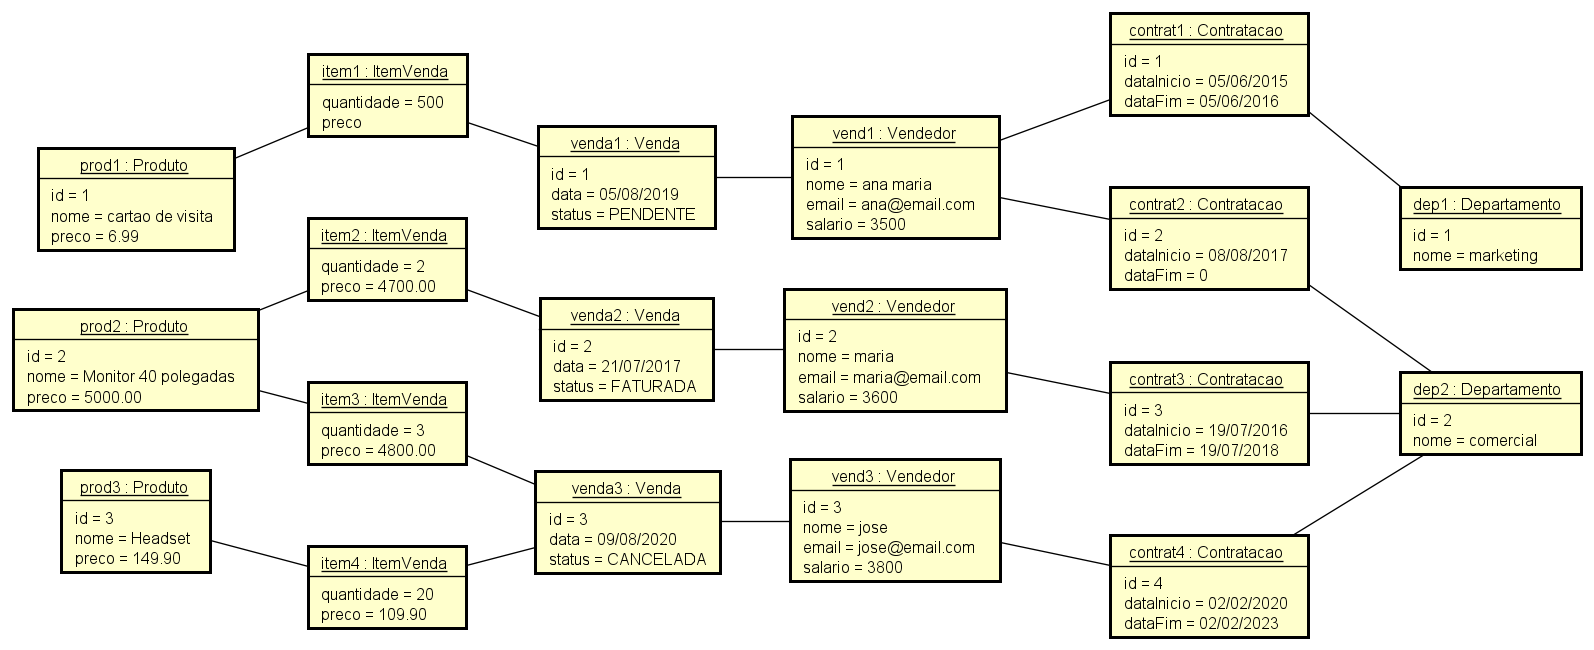 prod1 : Produto
id = 1
nome = cartao de visita
preco = 6.99
prod2 : Produto
id = 2
nome = Monitor 40 polegadas
preco = 5000.00
prod3 : Produto
id = 3
nome = Headset
preco = 149.90
item1 : ItemVenda
quantidade = 500
preco
item2 : ItemVenda
quantidade = 2
preco = 4700.00
item3 : ItemVenda
quantidade = 3
preco = 4800.00
item4 : ItemVenda
quantidade = 20
preco = 109.90
venda1 : Venda
id = 1
data = 05/08/2019
status = PENDENTE
venda2 : Venda
id = 2
data = 21/07/2017
status = FATURADA
venda3 : Venda
id = 3
data = 09/08/2020
status = CANCELADA
vend1 : Vendedor
id = 1
nome = ana maria
email = ana@email.com
salario = 3500
vend2 : Vendedor
id = 2
nome = maria
email = maria@email.com
salario = 3600
vend3 : Vendedor
id = 3
nome = jose
email = jose@email.com
salario = 3800
contrat1 : Contratacao
id = 1
dataInicio = 05/06/2015
dataFim = 05/06/2016
contrat2 : Contratacao
id = 2
dataInicio = 08/08/2017
dataFim = 0
contrat3 : Contratacao
id = 3
dataInicio = 19/07/2016
dataFim = 19/07/2018
contrat4 : Contratacao
id = 4
dataInicio = 02/02/2020
dataFim = 02/02/2023
dep1 : Departamento
id = 1
nome = marketing
dep2 : Departamento
id = 2
nome = comercial